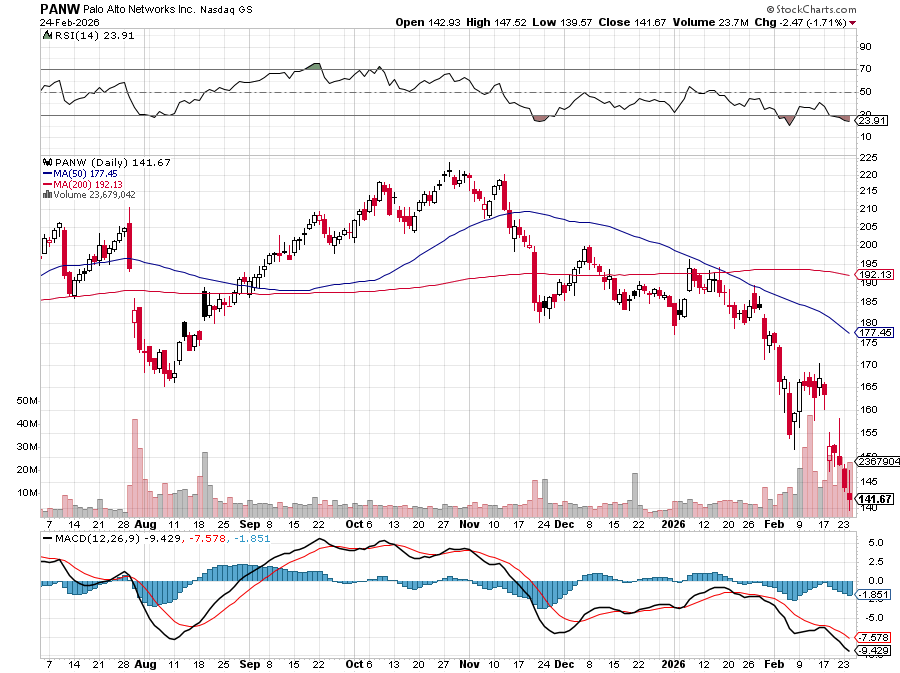 PANW Palo Alto Networks Inc. Nasdaq GS
© StockCharts.com
24-Feb-2026
Open 142.93 High 147.52 Low 139.57 Close 141.67 Volume 23.7M Chg -2.47 (-1.71%)
RSI(14) 23.91
90
70
50
30
23.91
10
PANW (Daily) 141.67
MA(50) 177.45
MA(200) 192.13
Volume 23,679,042
225
220
215
210
205
200
195
192.13
190
185
180
177.45
175
170
165
160
155
150
2367904
145
141.67
140
50M
40M
30M
20M
10M
7 14 21 28 Aug 11 18 25 Sep 8 15 22 Oct 6 13 20 27 Nov 10 17 24 Dec 8 15 22 2026 12 20 26 Feb 9 17 23
MACD(12,26,9) -9.429, -7.578, -1.851
5.0
2.5
0.0
-1.851
-2.5
-5.0
-7.578
-9.429
7 14 21 28 Aug 11 18 25 Sep 8 15 22 Oct 6 13 20 27 Nov 10 17 24 Dec 8 15 22 2026 12 20 26 Feb 9 17 23